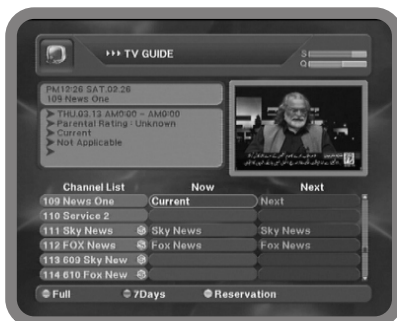 ▸▸▸ TV GUIDE
S
Q
PM12:26 SAT.03.26
109 News One
THU.03.13 AM0:00 ~ AM0:00
Parental Rating : Unknown
Current
Not Applicable
Channel List Now Next
109 News One Current Next
110 Service 2
111 Sky News Sky News Sky News
112 FOX News Fox News Fox News
113 609 Sky New
114 610 Fox New
Full 7Days Reservation